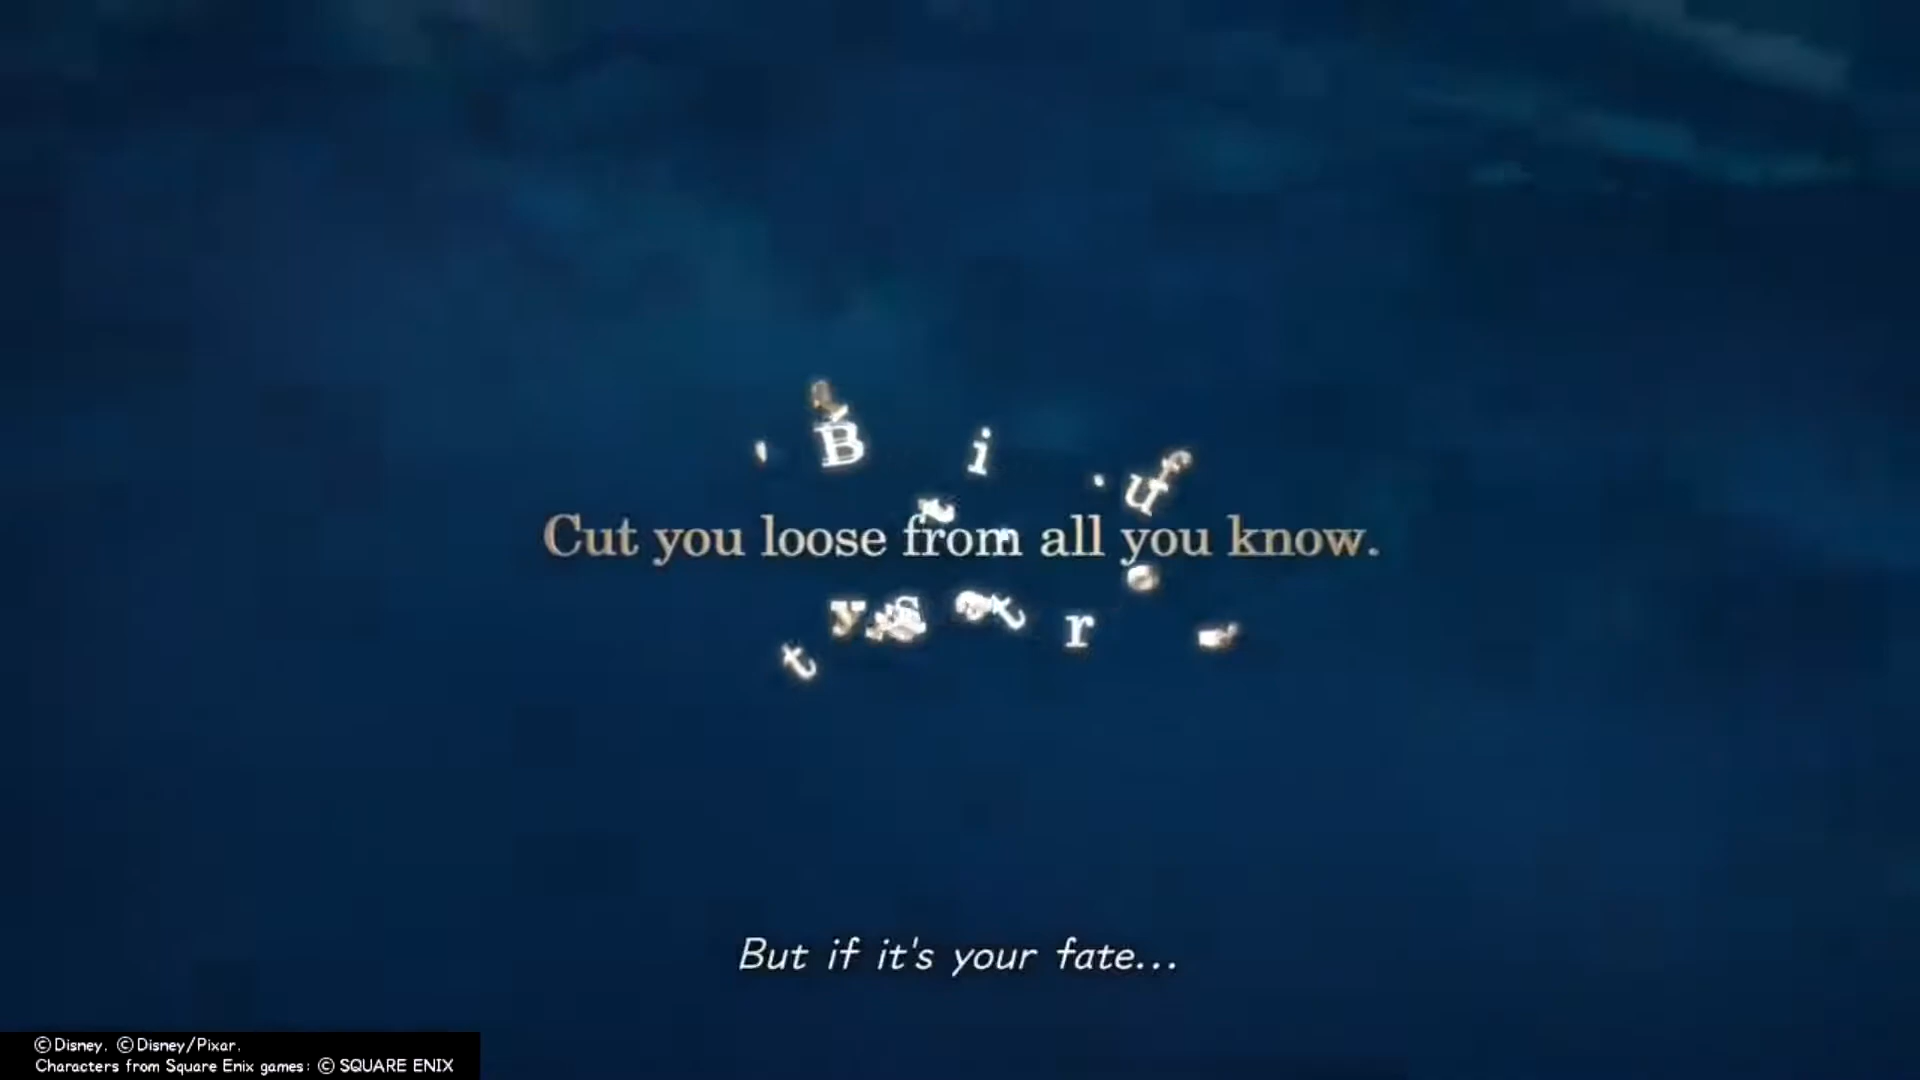 Cut you loose from all you know.
But if it's your fate...
©Disney. ©Disney/Pixar.
Characters from Square Enix games: © SQUARE ENIX